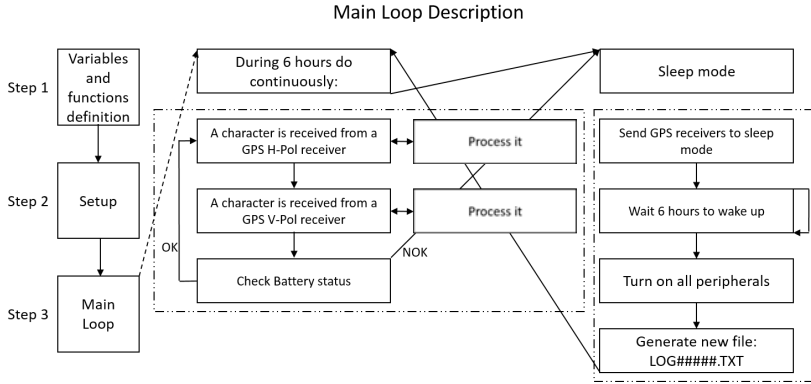 Main Loop Description
Step 1
Variables
and
functions
definition
During 6 hours do
continuously:
Sleep mode
A character is received from a
GPS H-Pol receiver
Process it
Send GPS receivers to sleep
mode
Step 2
Setup
A character is received from a
GPS V-Pol receiver
Process it
Wait 6 hours to wake up
OK
NOK
Check Battery status
Turn on all peripherals
Step 3
Main
Loop
Generate new file:
LOG#####.TXT